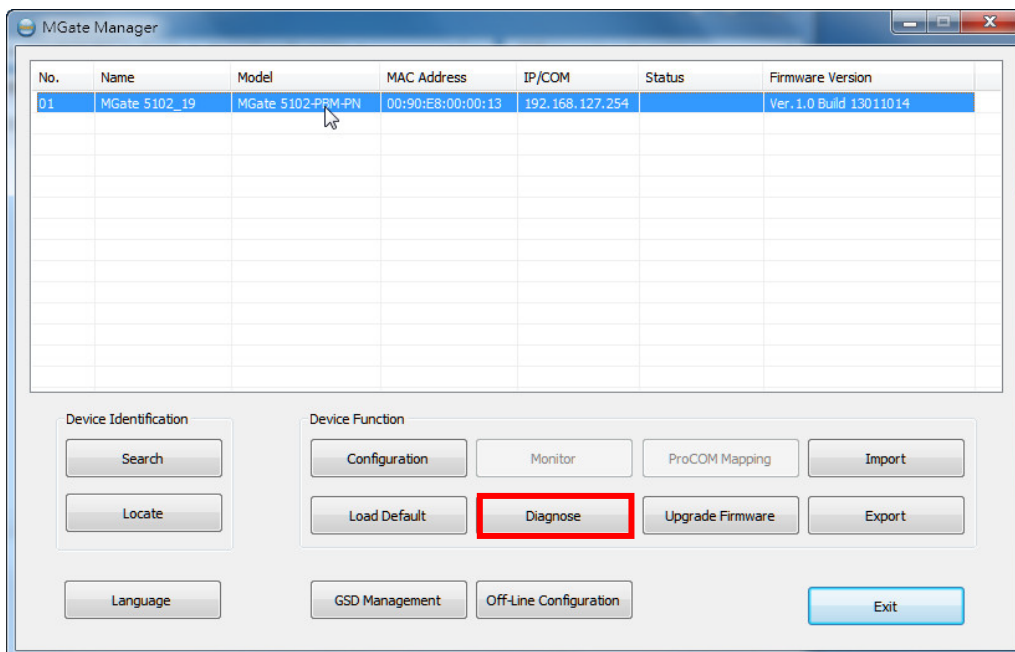 MGate Manager
No. Name Model MAC Address IP/COM Status Firmware Version
01 MGate 5102_19 MGate 5102-PBM-PN 00:90:E8:00:00:13 192.168.127.254 Ver.1.0 Build 13011014
Device Identification Device Function
Search Configuration Monitor ProCOM Mapping Import
Locate Load Default Diagnose Upgrade Firmware Export
Language GSD Management Off-Line Configuration Exit